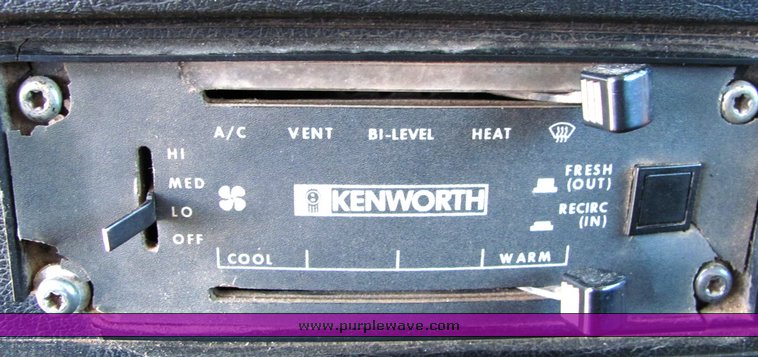 A/C VENT BI-LEVEL HEAT
HI
MED
LO
OFF
KENWORTH
FRESH
(OUT)
RECIRC
(IN)
COOL WARM
www.purplewave.com